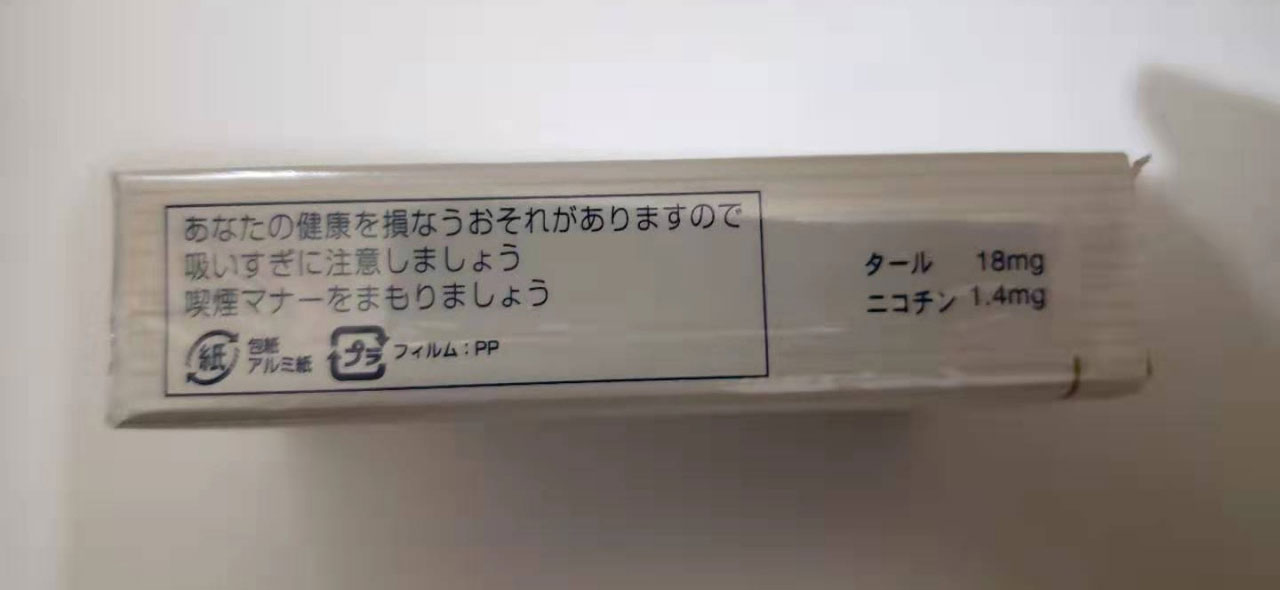 あなたの健康を損なうおそれがありますので
吸いすぎに注意しましょう
喫煙マナーをまもりましょう
紙 包紙
アルミ紙
プラ フィルム:PP
タール 18mg
ニコチン 1.4mg